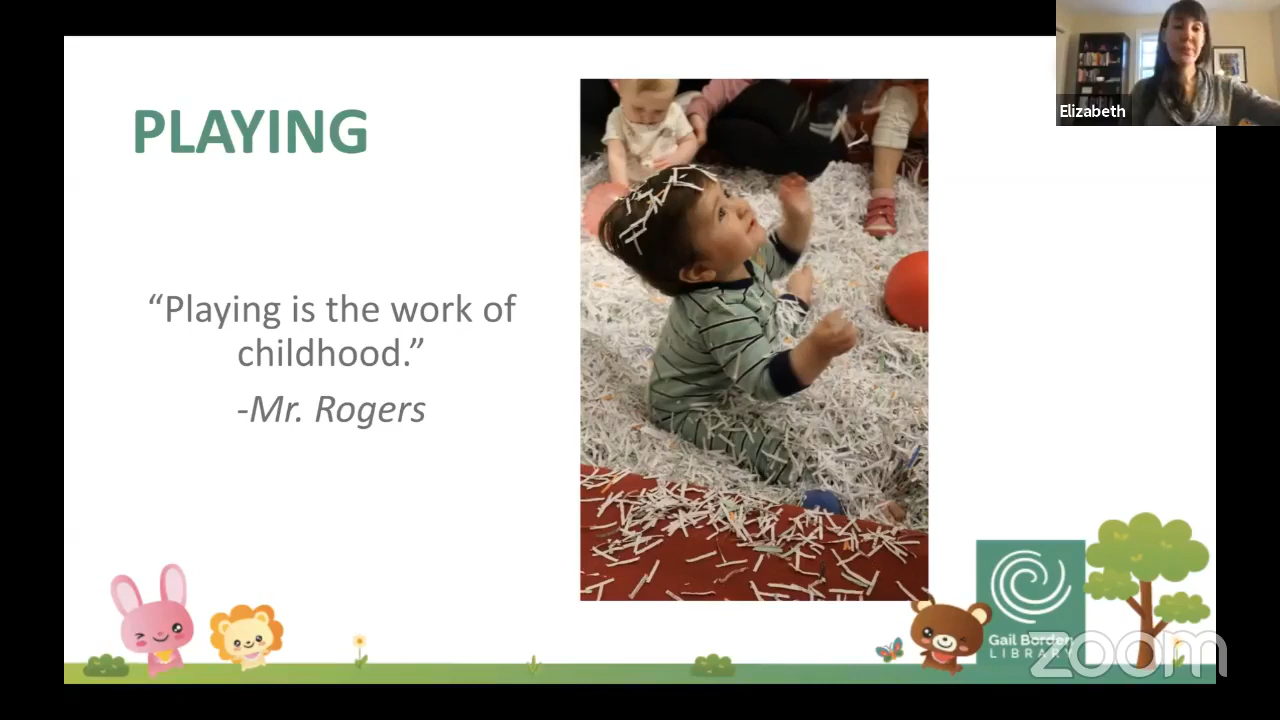 Elizabeth
PLAYING
“Playing is the work of
childhood.”
-Mr. Rogers
Gail Borden
LIBRARY
zoom